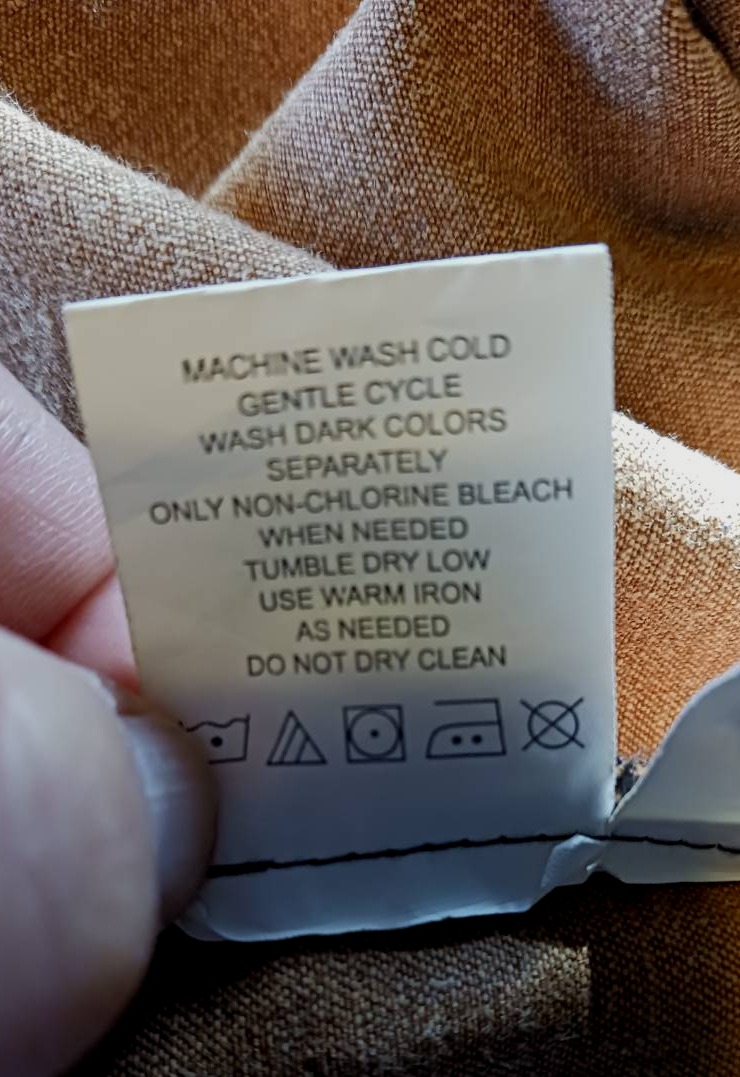 MACHINE WASH COLD
GENTLE CYCLE
WASH DARK COLORS
SEPARATELY
ONLY NON-CHLORINE BLEACH
WHEN NEEDED
TUMBLE DRY LOW
USE WARM IRON
AS NEEDED
DO NOT DRY CLEAN